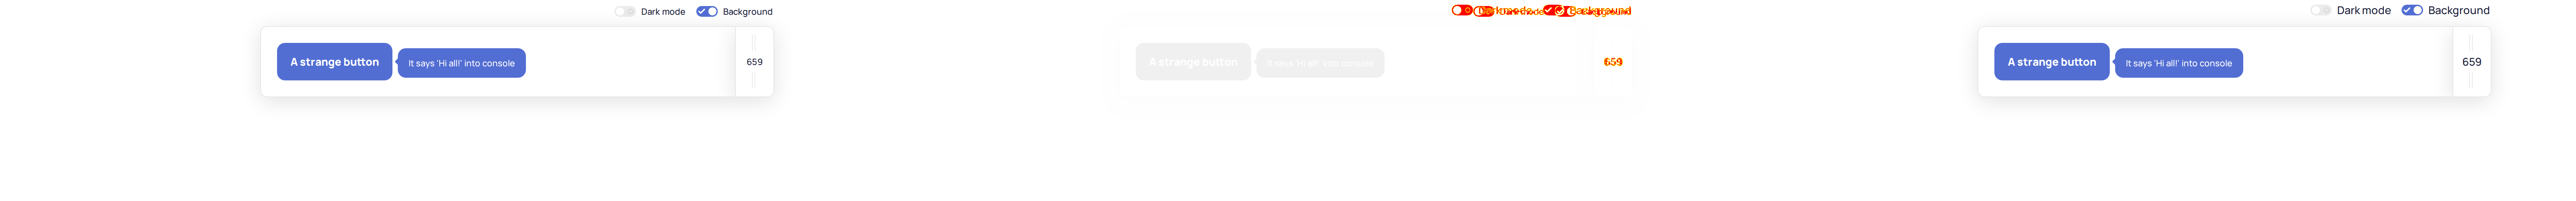 Dark mode Background
A strange button It says 'Hi all!' into console 659
Dark mode Background
A strange button It says 'Hi all!' into console 659
Dark mode Background
A strange button It says 'Hi all!' into console 659